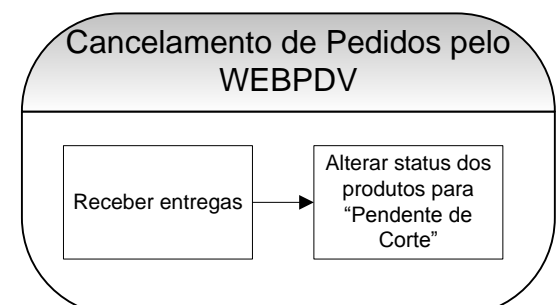 Cancelamento de Pedidos pelo
WEBPDV
Receber entregas
Alterar status dos
produtos para
“Pendente de
Corte”